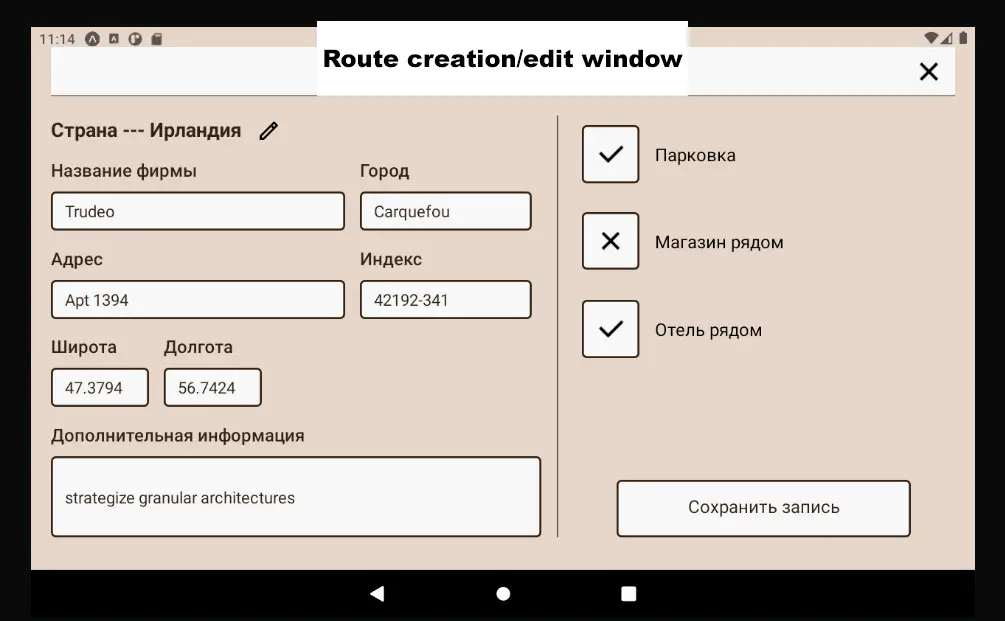 11:14
Route creation/edit window
Страна --- Ирландия
Название фирмы
Город
Trudeo
Carquefou
Адрес
Индекс
Apt 1394
42192-341
Широта
Долгота
47.3794
56.7424
Дополнительная информация
strategize granular architectures
Парковка
Магазин рядом
Отель рядом
Сохранить запись